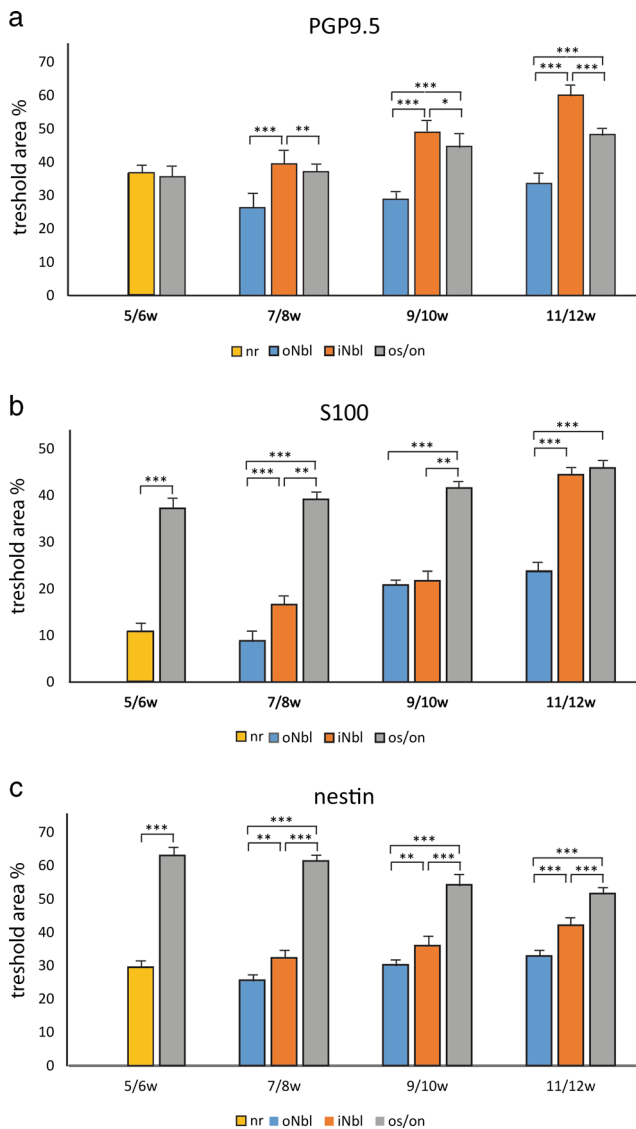 a
PGP9.5
treshold area %
70
60
50
40
30
20
10
0
*** **
*** *** *
*** *** ***
5/6w 7/8w 9/10w 11/12w
nr oNbl iNbl os/on
b
S100
treshold area %
50
40
30
20
10
0
***
*** *** **
*** **
*** ***
5/6w 7/8w 9/10w 11/12w
nr oNbl iNbl os/on
c
nestin
treshold area %
70
60
50
40
30
20
10
0
***
*** ** ***
*** ** ***
*** *** ***
5/6w 7/8w 9/10w 11/12w
nr oNbl iNbl os/on